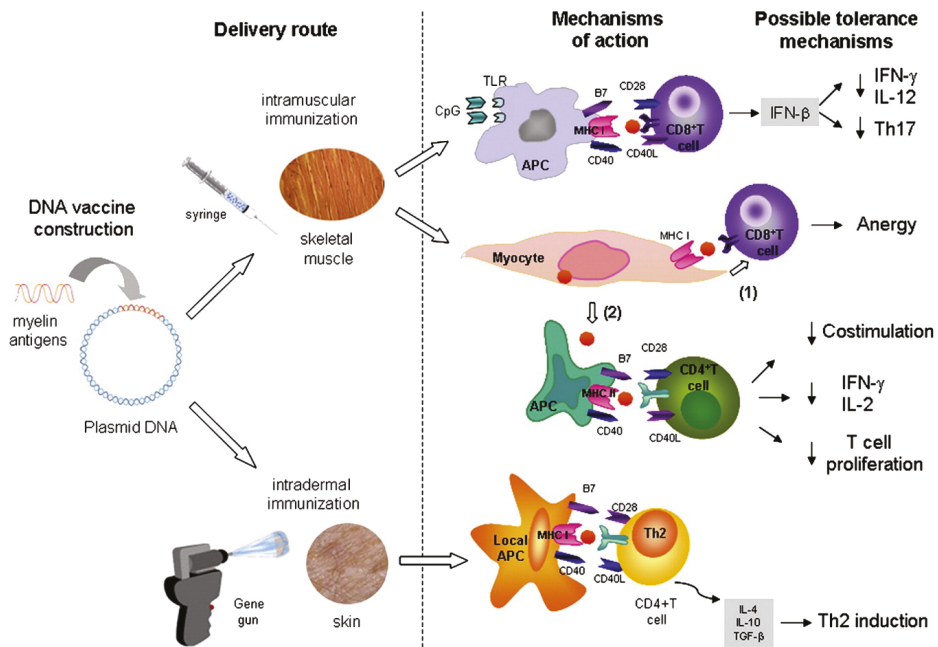 Delivery route
Mechanisms
of action
Possible tolerance
mechanisms
DNA vaccine
construction
myelin
antigens
Plasmid DNA
syringe
intramuscular
immunization
skeletal
muscle
intradermal
immunization
Gene
gun
skin
TLR
CpG
APC
B7
CD28
MHC I
CD40
CD40L
CD8+T
cell
IFN-β
IFN-γ
IL-12
Th17
Myocyte
MHC I
CD8+T
cell
(1)
Anergy
(2)
APC
B7
CD28
MHC II
CD40
CD40L
CD4+T
cell
Costimulation
IFN-γ
IL-2
T cell
proliferation
Local
APC
B7
CD28
MHC I
CD40
CD40L
Th2
CD4+T
cell
IL-4
IL-10
TGF-β
Th2 induction